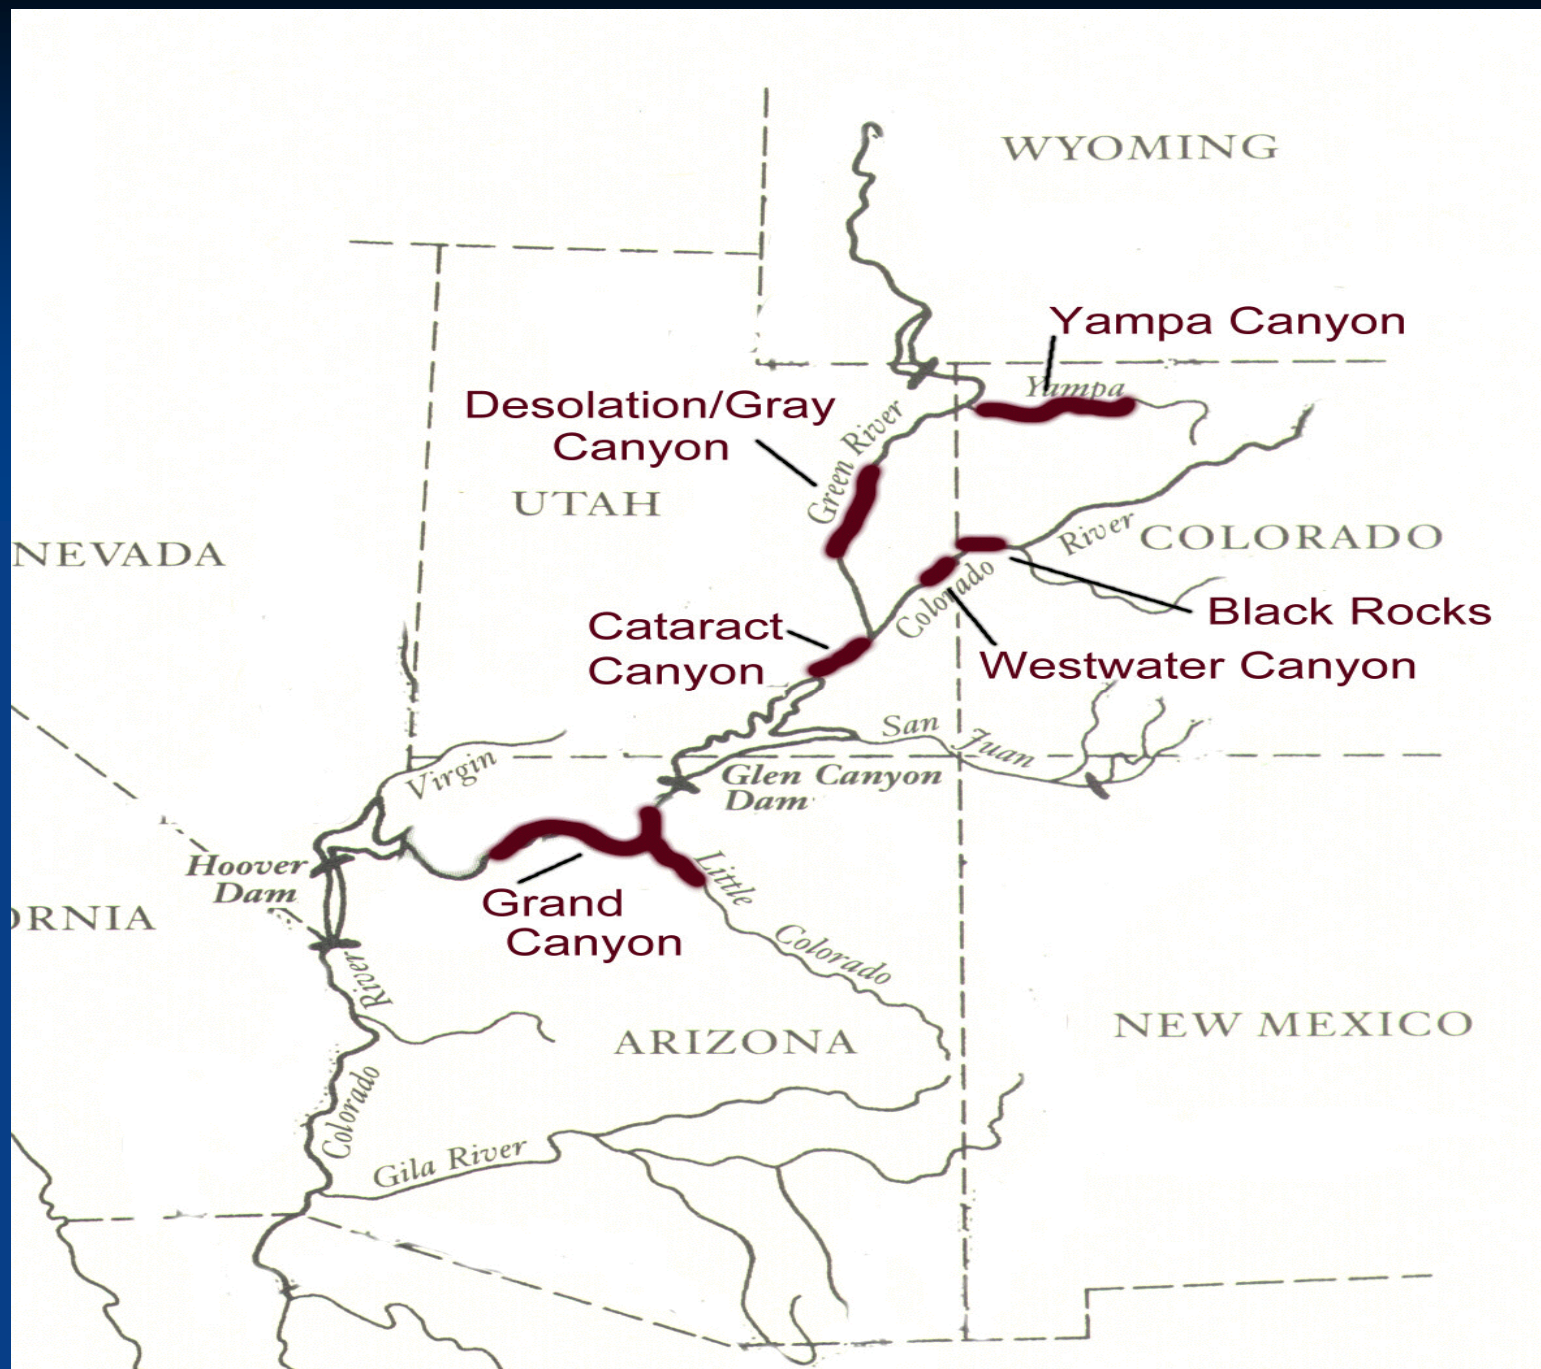 WYOMING
Yampa Canyon
Yampa
Desolation/Gray
Canyon
Green River
UTAH
NEVADA
River
COLORADO
Colorado
Black Rocks
Cataract
Canyon
Westwater Canyon
San Juan
Virgin
Glen Canyon
Dam
Hoover
Dam
Little Colorado
Grand
Canyon
ORNIA
River
Colorado
ARIZONA
NEW MEXICO
Gila River